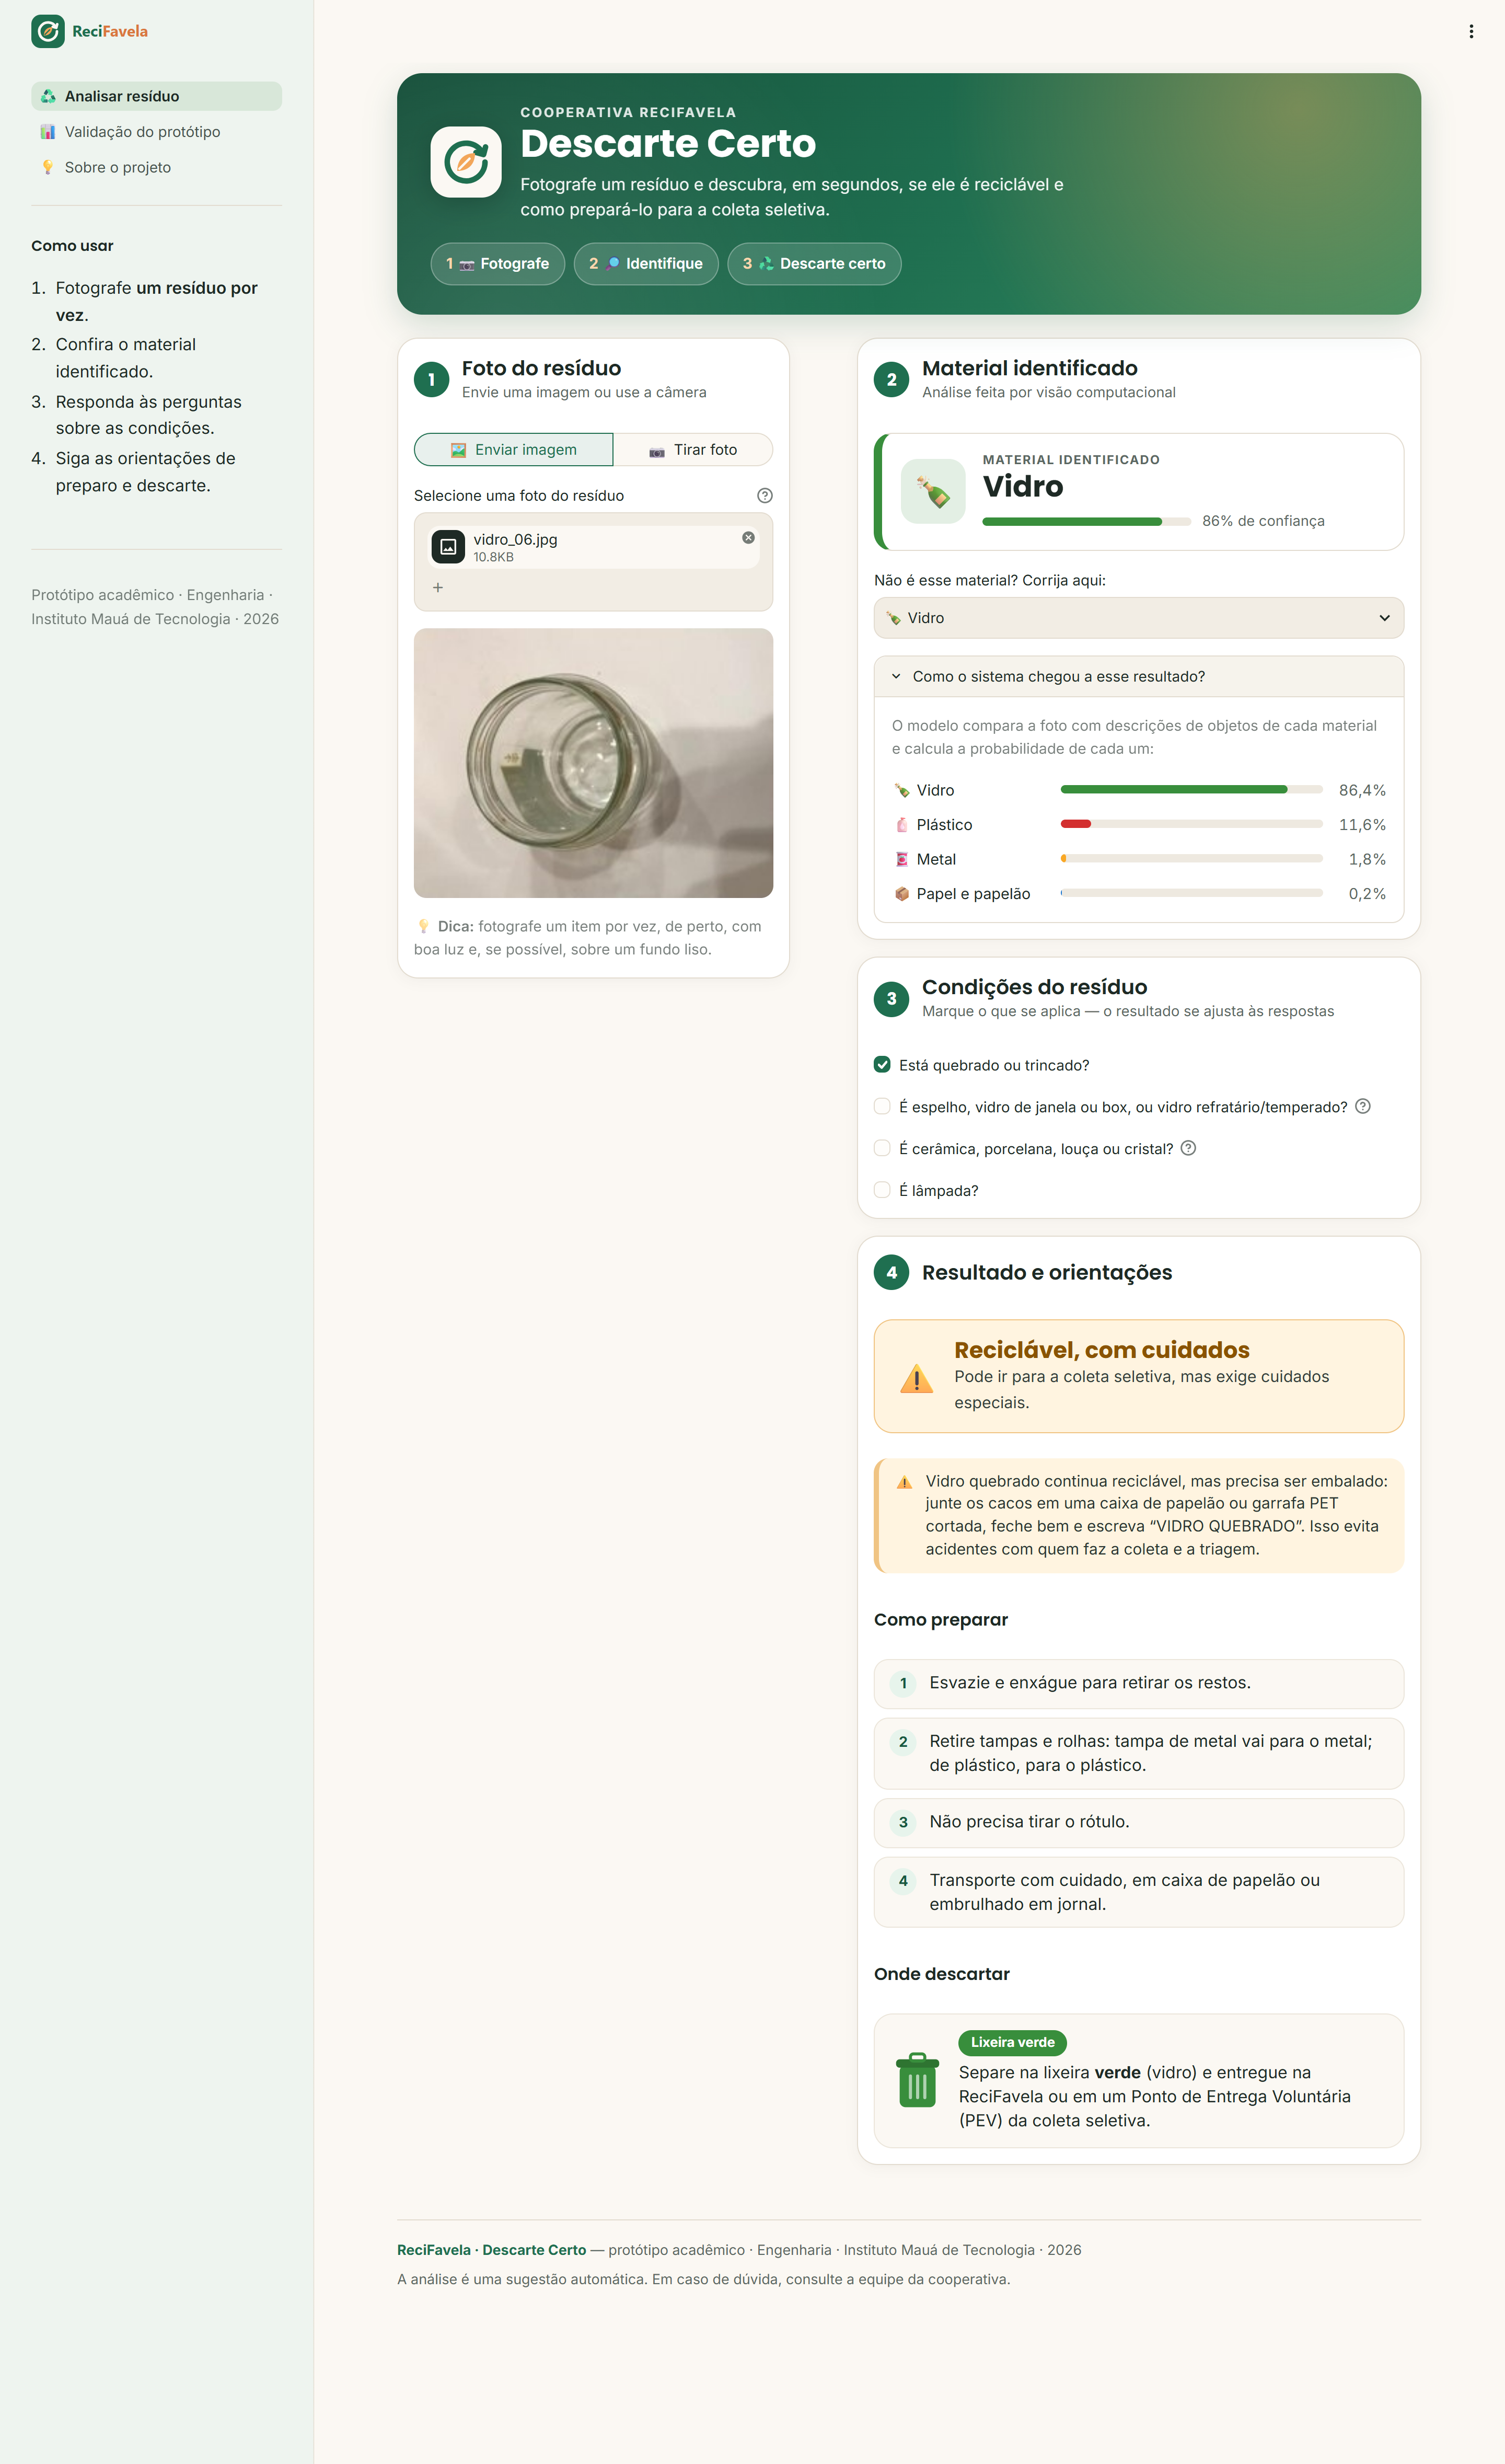 ReciFavela
Analisar resíduo
Validação do protótipo
Sobre o projeto
Como usar
1. Fotografe um resíduo por
vez.
2. Confira o material
identificado.
3. Responda às perguntas
sobre as condições.
4. Siga as orientações de
preparo e descarte.
Protótipo acadêmico · Engenharia ·
Instituto Mauá de Tecnologia · 2026
COOPERATIVA RECIFAVELA
Descarte Certo
Fotografe um resíduo e descubra, em segundos, se ele é reciclável e
como prepará-lo para a coleta seletiva.
1 Fotografe
2 Identifique
3 Descarte certo
1
Foto do resíduo
Envie uma imagem ou use a câmera
Enviar imagem
Tirar foto
Selecione uma foto do resíduo
vidro_06.jpg
10.8KB
Dica: fotografe um item por vez, de perto, com
boa luz e, se possível, sobre um fundo liso.
2
Material identificado
Análise feita por visão computacional
MATERIAL IDENTIFICADO
Vidro
86% de confiança
Não é esse material? Corrija aqui:
Vidro
Como o sistema chegou a esse resultado?
O modelo compara a foto com descrições de objetos de cada material
e calcula a probabilidade de cada um:
Vidro 86,4%
Plástico 11,6%
Metal 1,8%
Papel e papelão 0,2%
3
Condições do resíduo
Marque o que se aplica — o resultado se ajusta às respostas
Está quebrado ou trincado?
É espelho, vidro de janela ou box, ou vidro refratário/temperado?
É cerâmica, porcelana, louça ou cristal?
É lâmpada?
4
Resultado e orientações
Reciclável, com cuidados
Pode ir para a coleta seletiva, mas exige cuidados
especiais.
Vidro quebrado continua reciclável, mas precisa ser embalado:
junte os cacos em uma caixa de papelão ou garrafa PET
cortada, feche bem e escreva “VIDRO QUEBRADO”. Isso evita
acidentes com quem faz a coleta e a triagem.
Como preparar
1 Esvazie e enxágue para retirar os restos.
2 Retire tampas e rolhas: tampa de metal vai para o metal;
de plástico, para o plástico.
3 Não precisa tirar o rótulo.
4 Transporte com cuidado, em caixa de papelão ou
embrulhado em jornal.
Onde descartar
Lixeira verde
Separe na lixeira verde (vidro) e entregue na
ReciFavela ou em um Ponto de Entrega Voluntária
(PEV) da coleta seletiva.
ReciFavela · Descarte Certo — protótipo acadêmico · Engenharia · Instituto Mauá de Tecnologia · 2026
A análise é uma sugestão automática. Em caso de dúvida, consulte a equipe da cooperativa.